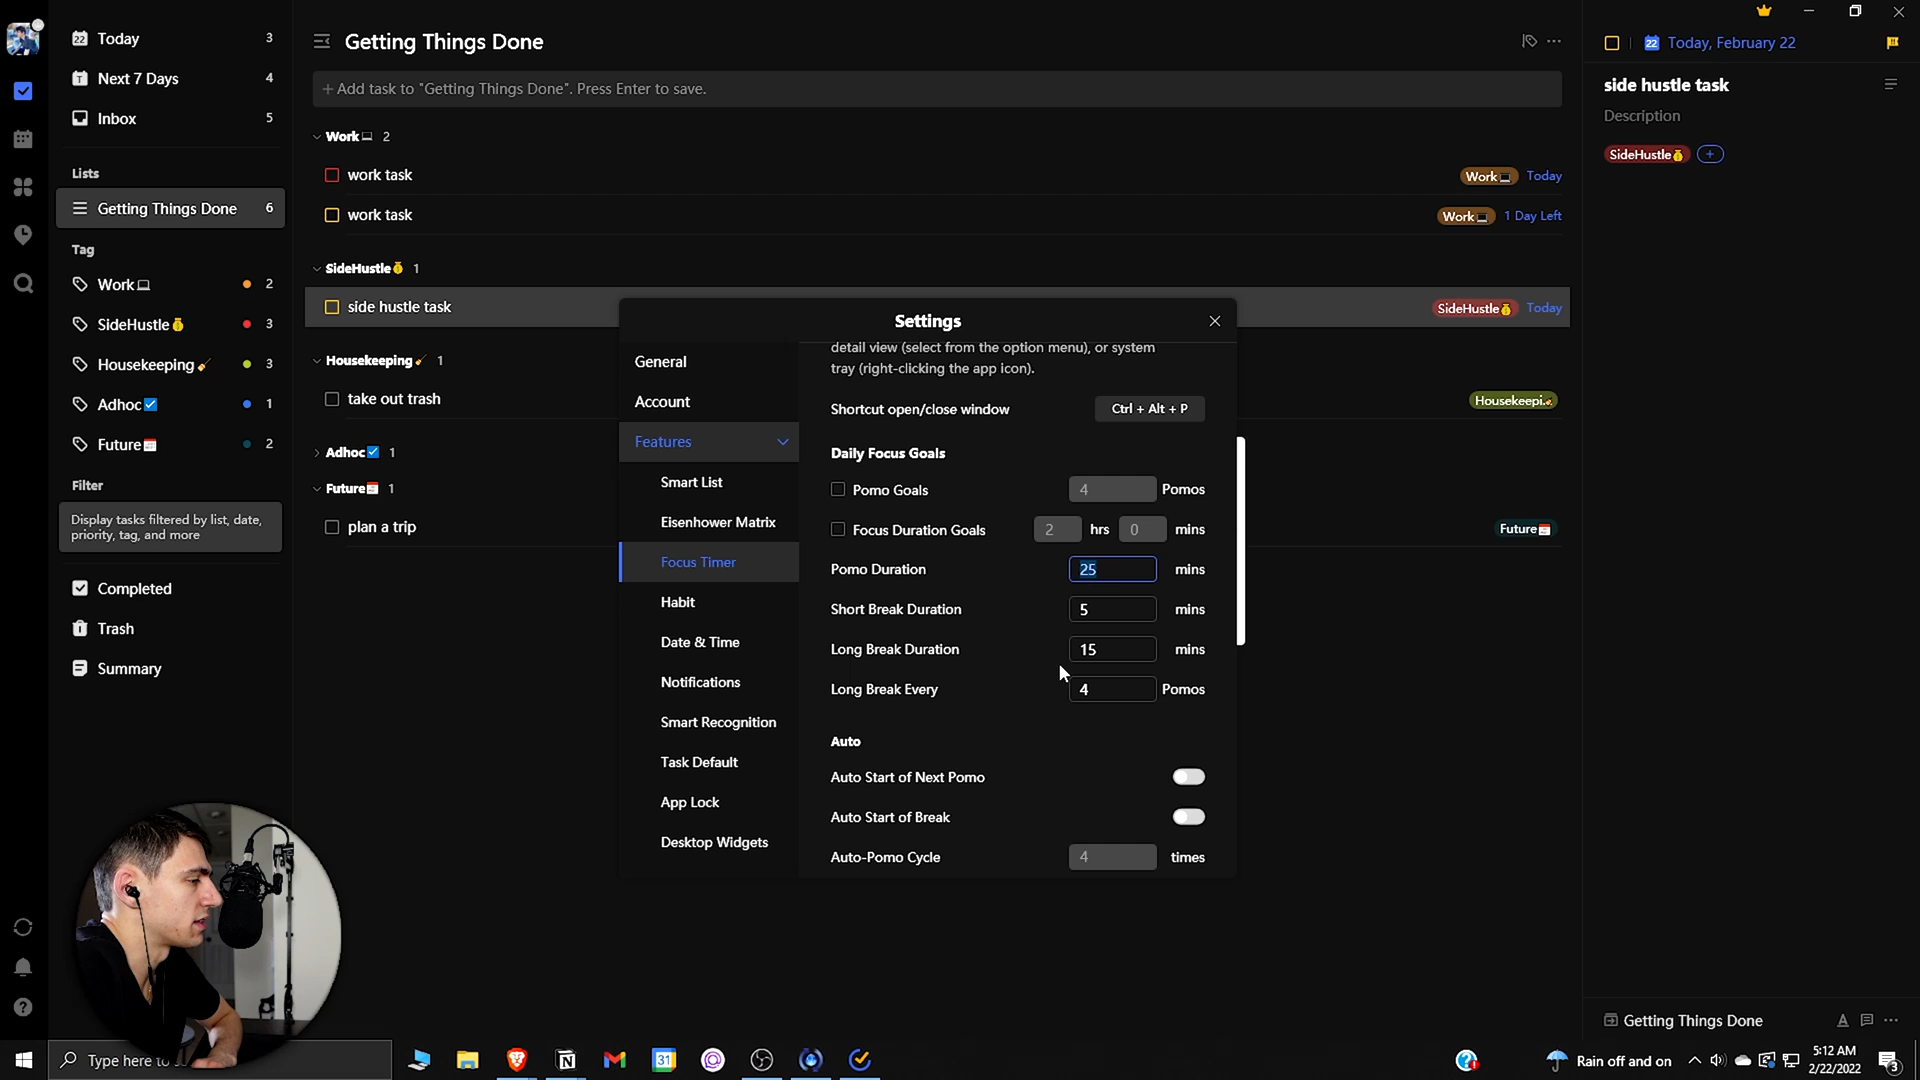 Today 3
Next 7 Days 4
Inbox 5
Lists
Getting Things Done 6
Tag
Work 2
SideHustle 3
Housekeeping 3
Adhoc 1
Future 2
Filter
Display tasks filtered by list, date,
priority, tag, and more
Completed
Trash
Summary
Getting Things Done
+ Add task to "Getting Things Done". Press Enter to save.
Work 2
work task Work Today
work task Work 1 Day Left
SideHustle 1
side hustle task SideHustle Today
Housekeeping 1
take out trash Housekeepi
Adhoc 1
Future 1
plan a trip Future
Settings
General
Account
Features
Smart List
Eisenhower Matrix
Focus Timer
Habit
Date & Time
Notifications
Smart Recognition
Task Default
App Lock
Desktop Widgets
detail view (select from the option menu), or system
tray (right-clicking the app icon).
Shortcut open/close window Ctrl + Alt + P
Daily Focus Goals
Pomo Goals 4 Pomos
Focus Duration Goals 2 hrs 0 mins
Pomo Duration 25 mins
Short Break Duration 5 mins
Long Break Duration 15 mins
Long Break Every 4 Pomos
Auto
Auto Start of Next Pomo
Auto Start of Break
Auto-Pomo Cycle 4 times
22 Today, February 22
side hustle task
Description
SideHustle
Getting Things Done
Type here to
31
Rain off and on
5:12 AM
2/22/2022
3